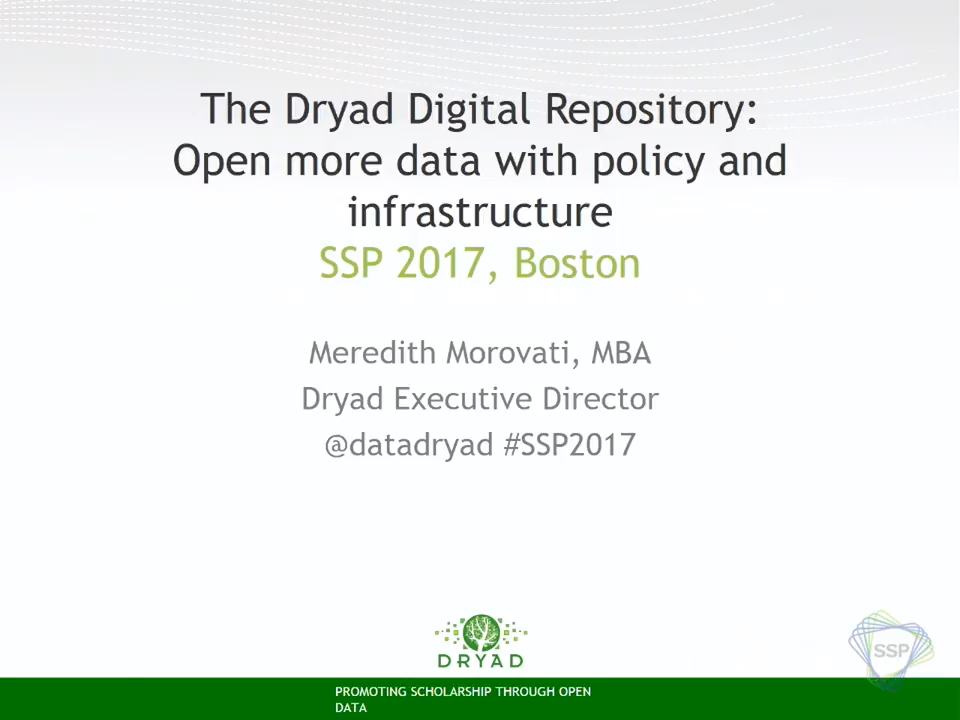 The Dryad Digital Repository:
Open more data with policy and
infrastructure
SSP 2017, Boston
Meredith Morovati, MBA
Dryad Executive Director
@datadryad #SSP2017
DRYAD
SSP
PROMOTING SCHOLARSHIP THROUGH OPEN
DATA